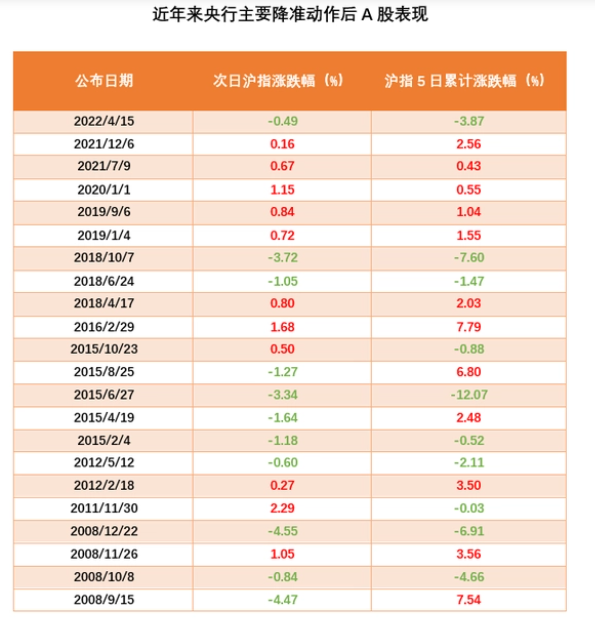 近年来央行主要降准动作后 A 股表现
公布日期 次日沪指涨跌幅（%） 沪指 5 日累计涨跌幅（%）
2022/4/15 -0.49 -3.87
2021/12/6 0.16 2.56
2021/7/9 0.67 0.43
2020/1/1 1.15 0.55
2019/9/6 0.84 1.04
2019/1/4 0.72 1.55
2018/10/7 -3.72 -7.60
2018/6/24 -1.05 -1.47
2018/4/17 0.80 2.03
2016/2/29 1.68 7.79
2015/10/23 0.50 -0.88
2015/8/25 -1.27 6.80
2015/6/27 -3.34 -12.07
2015/4/19 -1.64 2.48
2015/2/4 -1.18 -0.52
2012/5/12 -0.60 -2.11
2012/2/18 0.27 3.50
2011/11/30 2.29 -0.03
2008/12/22 -4.55 -6.91
2008/11/26 1.05 3.56
2008/10/8 -0.84 -4.66
2008/9/15 -4.47 7.54